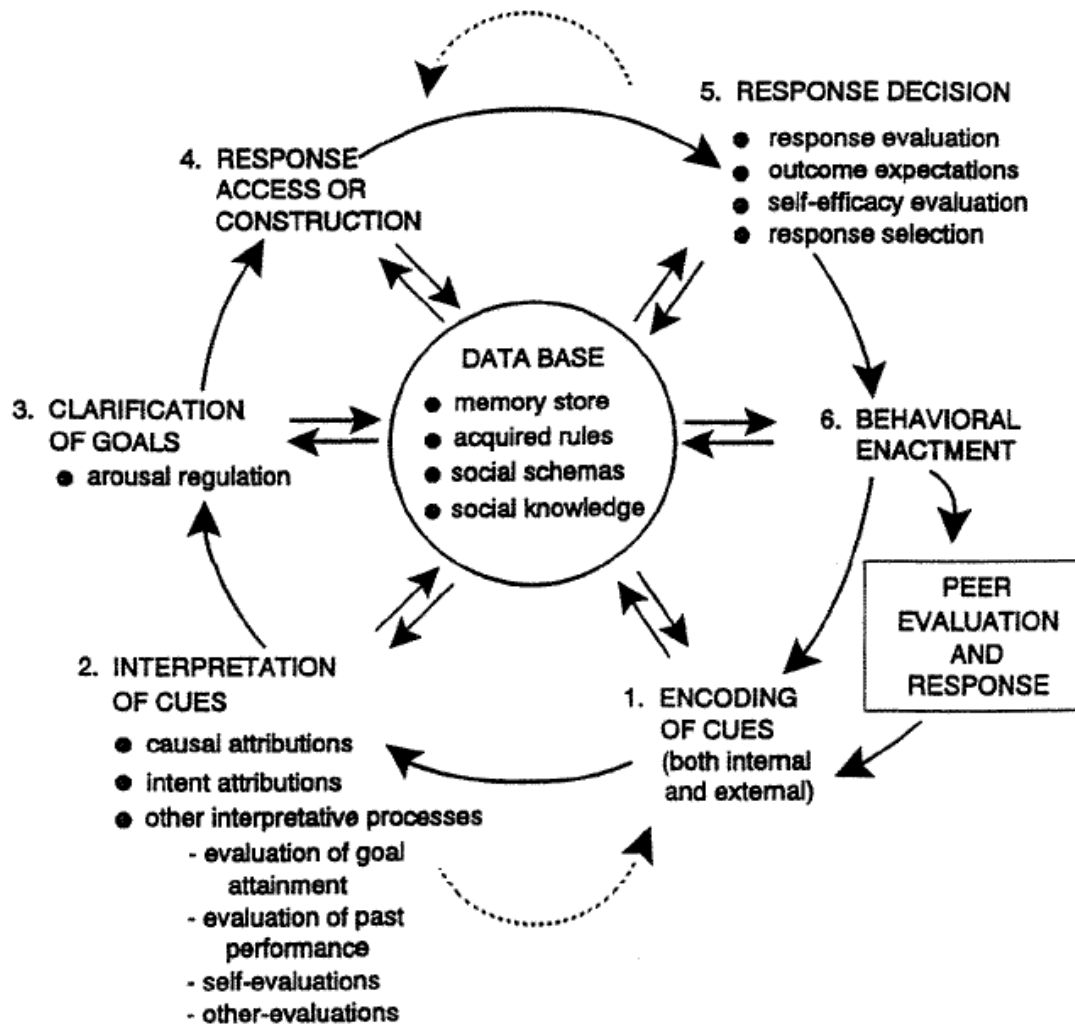 1. ENCODING
OF CUES
(both internal
and external)
2. INTERPRETATION
OF CUES
● causal attributions
● intent attributions
● other interpretative processes
- evaluation of goal
attainment
- evaluation of past
performance
- self-evaluations
- other-evaluations
3. CLARIFICATION
OF GOALS
● arousal regulation
4. RESPONSE
ACCESS OR
CONSTRUCTION
5. RESPONSE DECISION
● response evaluation
● outcome expectations
● self-efficacy evaluation
● response selection
6. BEHAVIORAL
ENACTMENT
PEER
EVALUATION
AND
RESPONSE
DATA BASE
● memory store
● acquired rules
● social schemas
● social knowledge